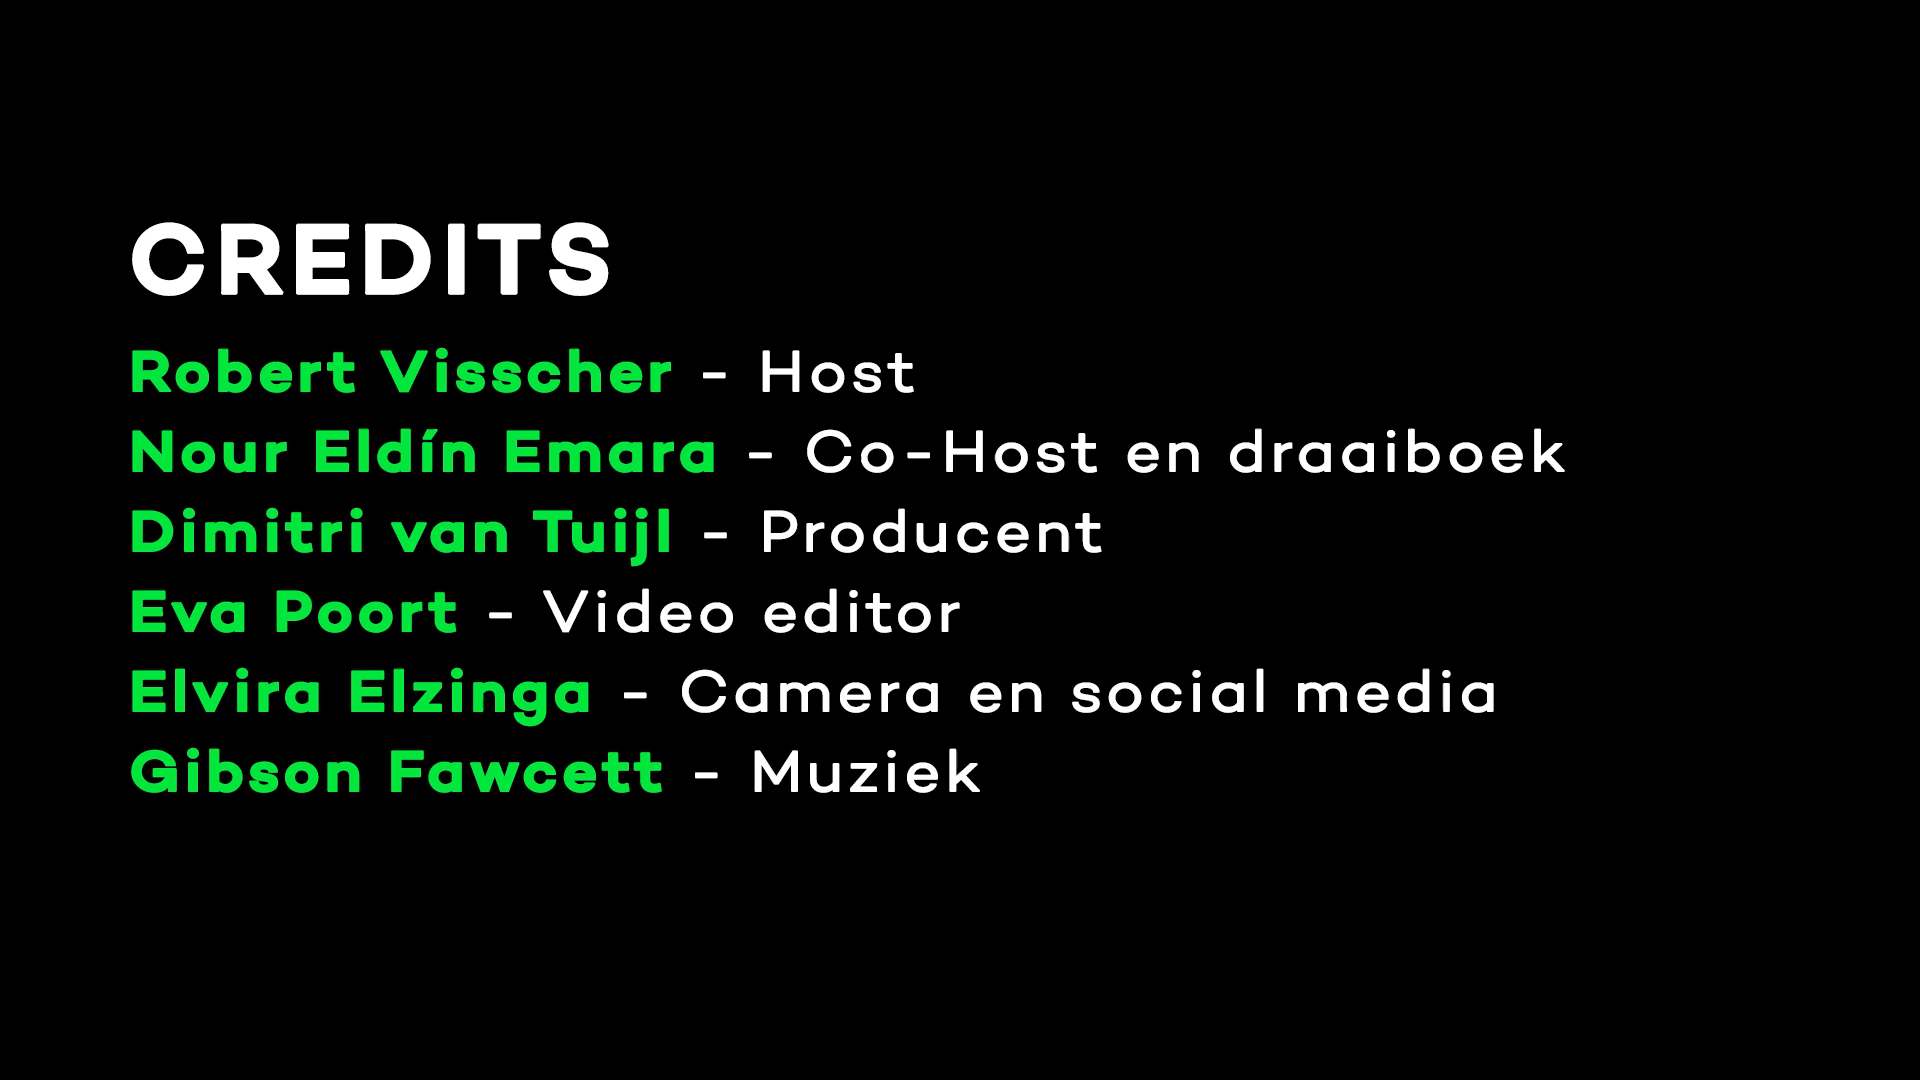 CREDITS
Robert Visscher - Host
Nour Eldín Emara - Co-Host en draaiboek
Dimitri van Tuijl - Producent
Eva Poort - Video editor
Elvira Elzinga - Camera en social media
Gibson Fawcett - Muziek